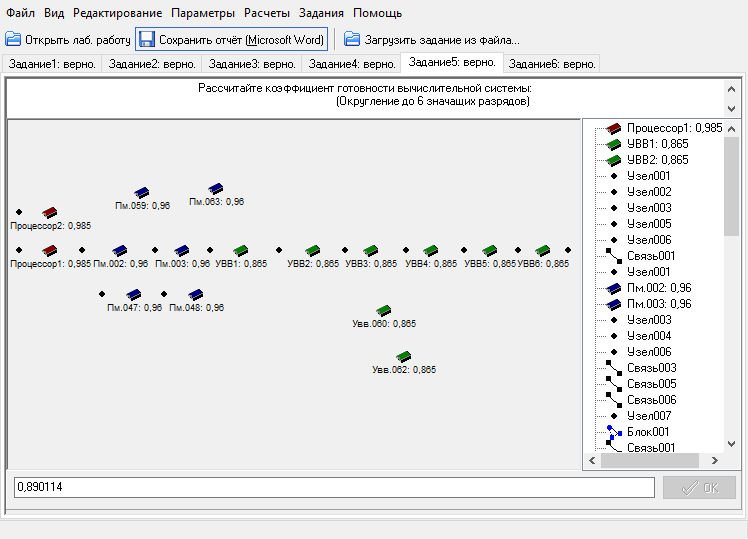 Файл Вид Редактирование Параметры Расчеты Задания Помощь
Открыть лаб. работу Сохранить отчёт (Microsoft Word) Загрузить задание из файла...
Задание1: верно. Задание2: верно. Задание3: верно. Задание4: верно. Задание5: верно. Задание6: верно.
Рассчитайте коэффициент готовности вычислительной системы:
(Округление до 6 значащих разрядов)
Пм.059: 0,96 Пм.063: 0,96
Процессор2: 0,985
Процессор1: 0,985 Пм.002: 0,96 Пм.003: 0,96 УВВ1: 0,865 УВВ2: 0,865 УВВ3: 0,865 УВВ4: 0,865 УВВ5: 0,865 УВВ6: 0,865
Пм.047: 0,96 Пм.048: 0,96
Увв.060: 0,865
Увв.062: 0,865
Процессор1: 0,985
УВВ1: 0,865
УВВ2: 0,865
Узел001
Узел002
Узел003
Узел005
Узел006
Связь001
Узел001
Пм.002: 0,96
Пм.003: 0,96
Узел003
Узел004
Узел006
Связь003
Связь005
Связь006
Узел007
Блок001
Связь001
0,890114
OK